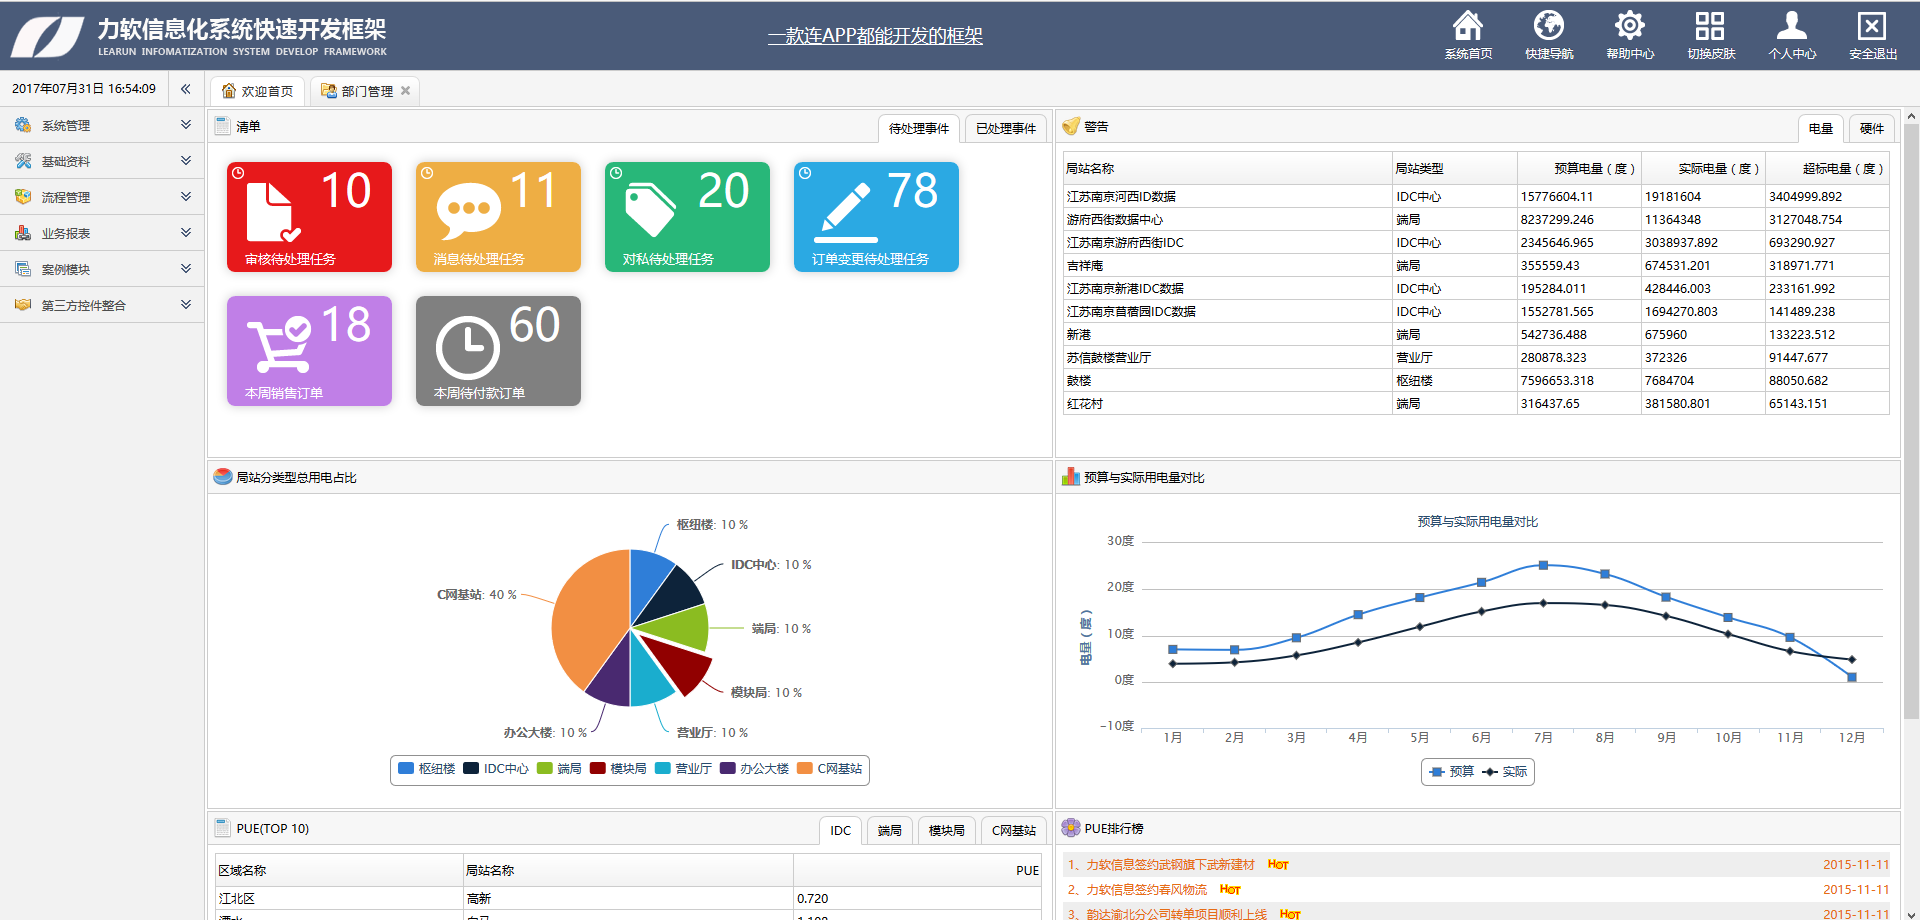 力软信息化系统快速开发框架
LEARUN INFOMATIZATION SYSTEM DEVELOP FRAMEWORK
一款连APP都能开发的框架
系统首页 快捷导航 帮助中心 切换皮肤 个人中心 安全退出
2017年07月31日 16:54:09
欢迎首页 部门管理
系统管理
基础资料
流程管理
业务报表
案例模块
第三方控件整合
清单 待处理事件 已处理事件
10 审核待处理任务
11 消息待处理任务
20 对私待处理任务
78 订单变更待处理任务
18 本周销售订单
60 本周待付款订单
警告 电量 硬件
局站名称 局站类型 预算电量（度） 实际电量（度） 超标电量（度）
江苏南京河西ID数据 IDC中心 15776604.11 19181604 3404999.892
游府西街数据中心 端局 8237299.246 11364348 3127048.754
江苏南京游府西街IDC IDC中心 2345646.965 3038937.892 693290.927
吉祥庵 端局 355559.43 674531.201 318971.771
江苏南京新港IDC数据 IDC中心 195284.011 428446.003 233161.992
江苏南京苜蓿园IDC数据 IDC中心 1552781.565 1694270.803 141489.238
新港 端局 542736.488 675960 133223.512
苏信鼓楼营业厅 营业厅 280878.323 372326 91447.677
鼓楼 枢纽楼 7596653.318 7684704 88050.682
红花村 端局 316437.65 381580.801 65143.151
局站分类型总用电占比
枢纽楼: 10 %
IDC中心: 10 %
C网基站: 40 %
端局: 10 %
模块局: 10 %
办公大楼: 10 %
营业厅: 10 %
枢纽楼 IDC中心 端局 模块局 营业厅 办公大楼 C网基站
预算与实际用电量对比
预算与实际用电量对比
30度
20度
10度
0度
-10度
电量（度）
1月 2月 3月 4月 5月 6月 7月 8月 9月 10月 11月 12月
预算 实际
PUE(TOP 10) IDC 端局 模块局 C网基站
区域名称 局站名称 PUE
江北区 高新 0.720
PUE排行榜
1、力软信息签约武钢旗下武新建材 HOT 2015-11-11
2、力软信息签约春风物流 HOT 2015-11-11
3、韵达渝北分公司转单项目顺利上线 HOT 2015-11-11